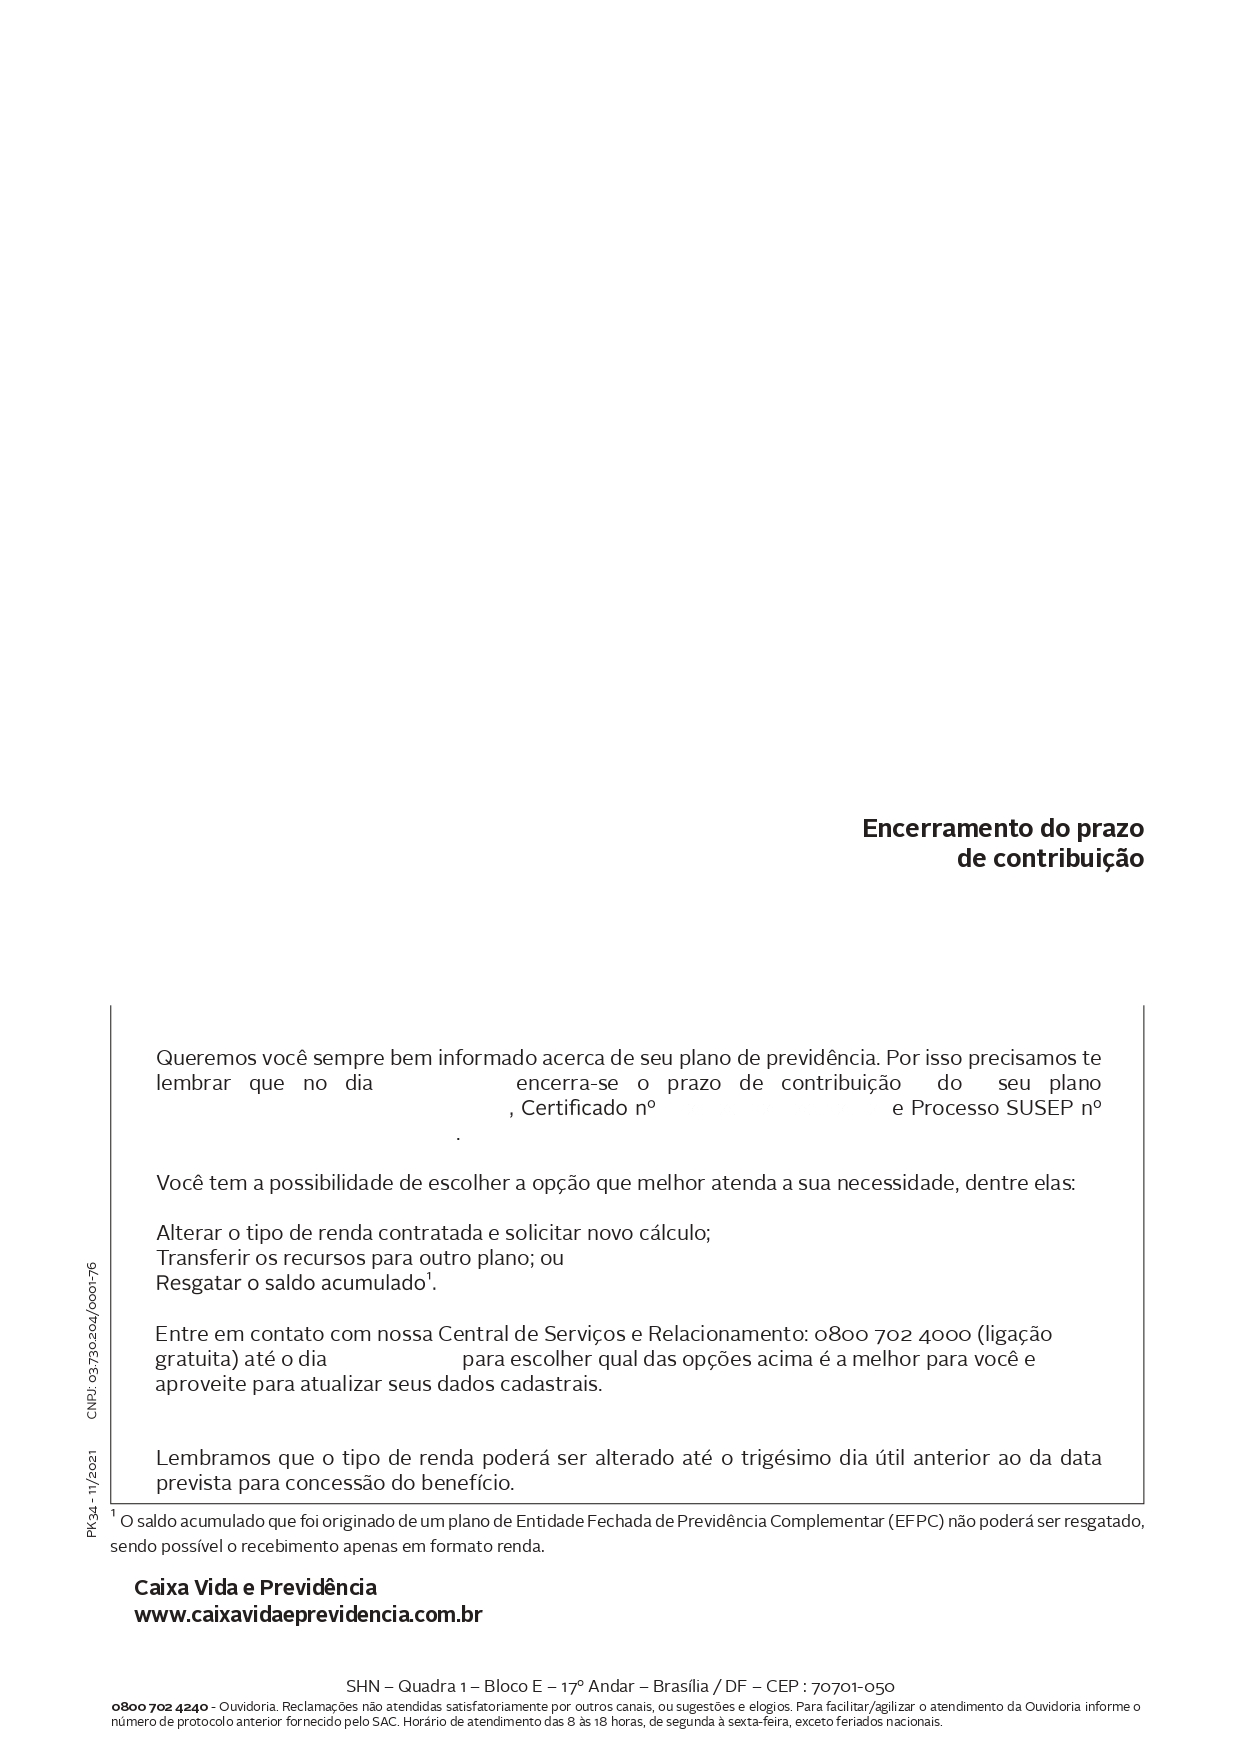 Encerramento do prazo
de contribuição
Queremos você sempre bem informado acerca de seu plano de previdência. Por isso precisamos te
lembrar que no dia encerra-se o prazo de contribuição do seu plano
, Certificado nº e Processo SUSEP nº
.
Você tem a possibilidade de escolher a opção que melhor atenda a sua necessidade, dentre elas:
Alterar o tipo de renda contratada e solicitar novo cálculo;
Transferir os recursos para outro plano; ou
Resgatar o saldo acumulado¹.
Entre em contato com nossa Central de Serviços e Relacionamento: 0800 702 4000 (ligação
gratuita) até o dia para escolher qual das opções acima é a melhor para você e
aproveite para atualizar seus dados cadastrais.
Lembramos que o tipo de renda poderá ser alterado até o trigésimo dia útil anterior ao da data
prevista para concessão do benefício.
PK34 - 11/2021 CNPJ: 03.730.204/0001-76
¹ O saldo acumulado que foi originado de um plano de Entidade Fechada de Previdência Complementar (EFPC) não poderá ser resgatado,
sendo possível o recebimento apenas em formato renda.
Caixa Vida e Previdência
www.caixavidaeprevidencia.com.br
SHN – Quadra 1 – Bloco E – 17º Andar – Brasília / DF – CEP : 70701-050
0800 702 4240 - Ouvidoria. Reclamações não atendidas satisfatoriamente por outros canais, ou sugestões e elogios. Para facilitar/agilizar o atendimento da Ouvidoria informe o
número de protocolo anterior fornecido pelo SAC. Horário de atendimento das 8 às 18 horas, de segunda à sexta-feira, exceto feriados nacionais.